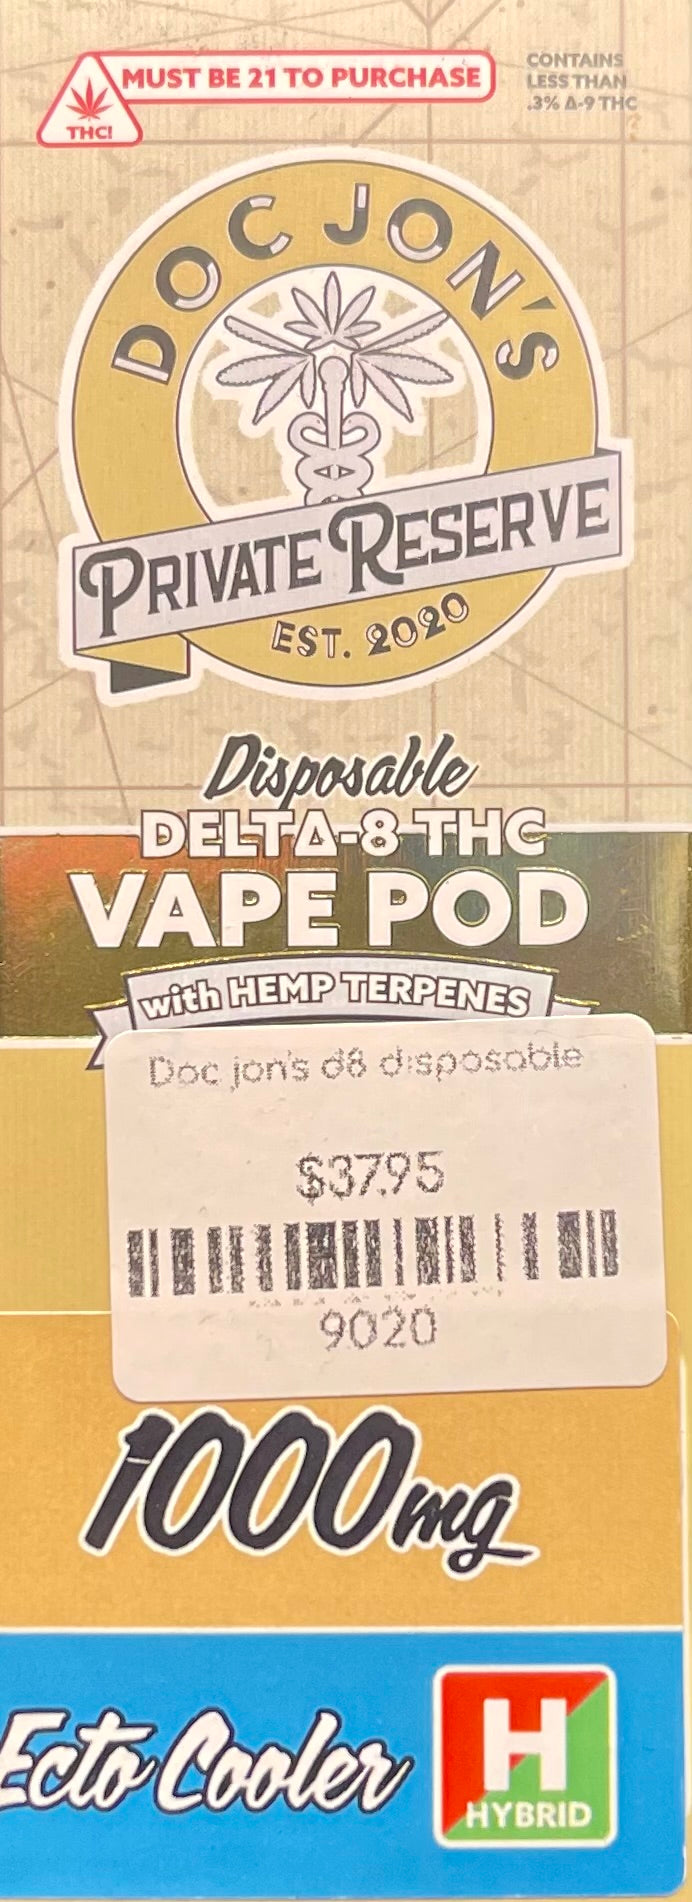 MUST BE 21 TO PURCHASE
THC!
CONTAINS
LESS THAN
.3% Δ-9 THC
DOC JON'S
PRIVATE RESERVE
EST. 2020
Disposable
DELTΔ-8 THC
VAPE POD
with HEMP TERPENES
Doc jon's d8 disposable
$37.95
9020
1000mg
Ecto Cooler
H
HYBRID